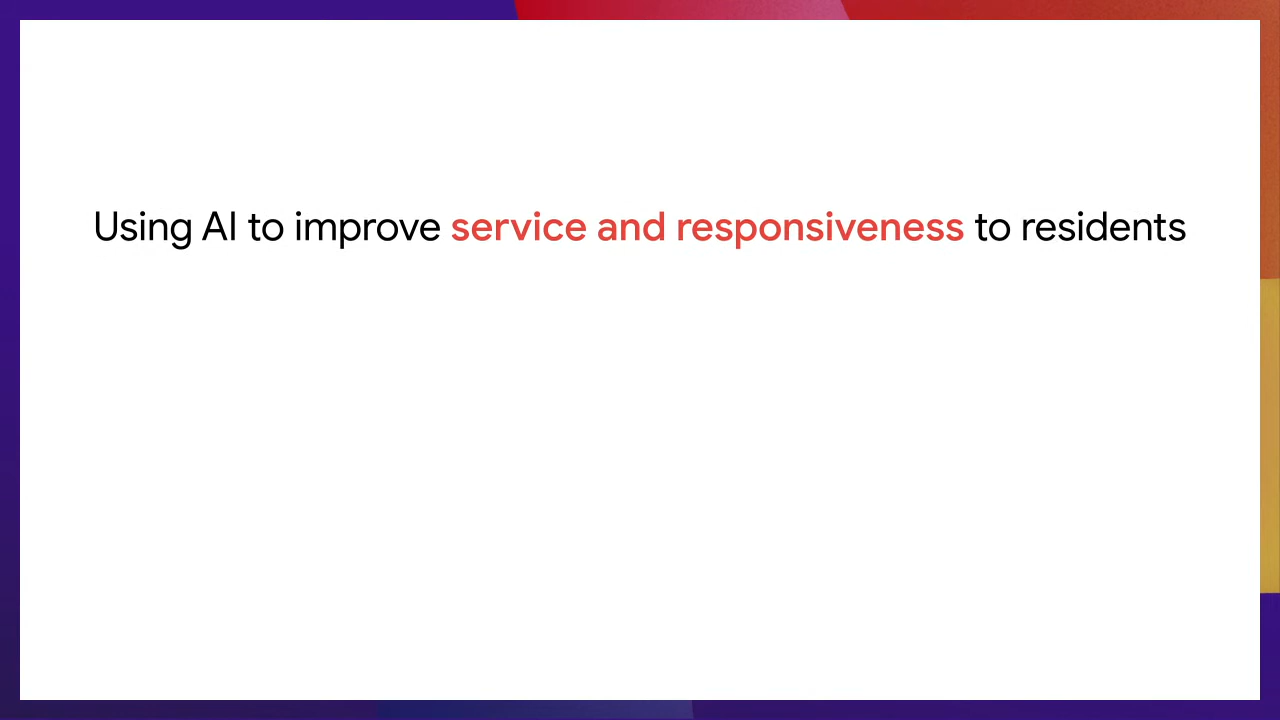 Using AI to improve service and responsiveness to residents